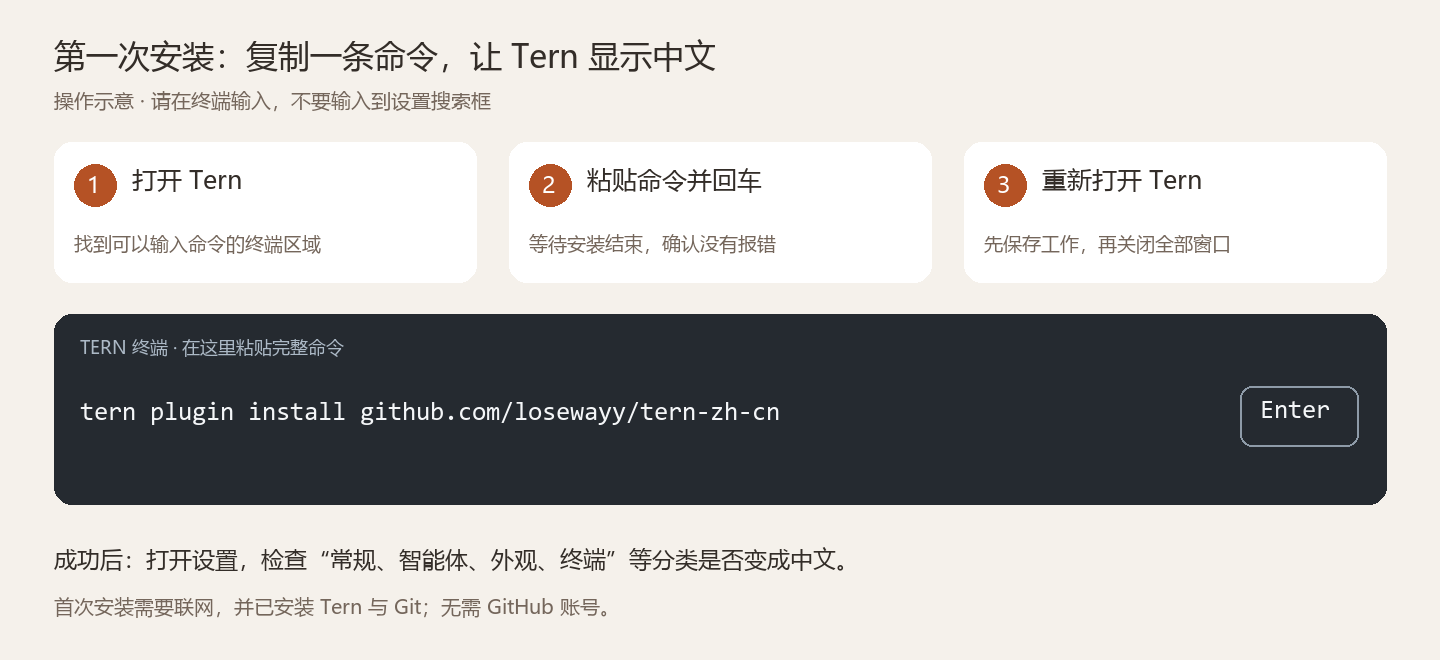 第一次安装：复制一条命令，让 Tern 显示中文
操作示意 · 请在终端输入，不要输入到设置搜索框
1 打开 Tern
找到可以输入命令的终端区域
2 粘贴命令并回车
等待安装结束，确认没有报错
3 重新打开 Tern
先保存工作，再关闭全部窗口
TERN 终端 · 在这里粘贴完整命令
tern plugin install github.com/losewayy/tern-zh-cn
Enter
成功后：打开设置，检查“常规、智能体、外观、终端”等分类是否变成中文。
首次安装需要联网，并已安装 Tern 与 Git；无需 GitHub 账号。